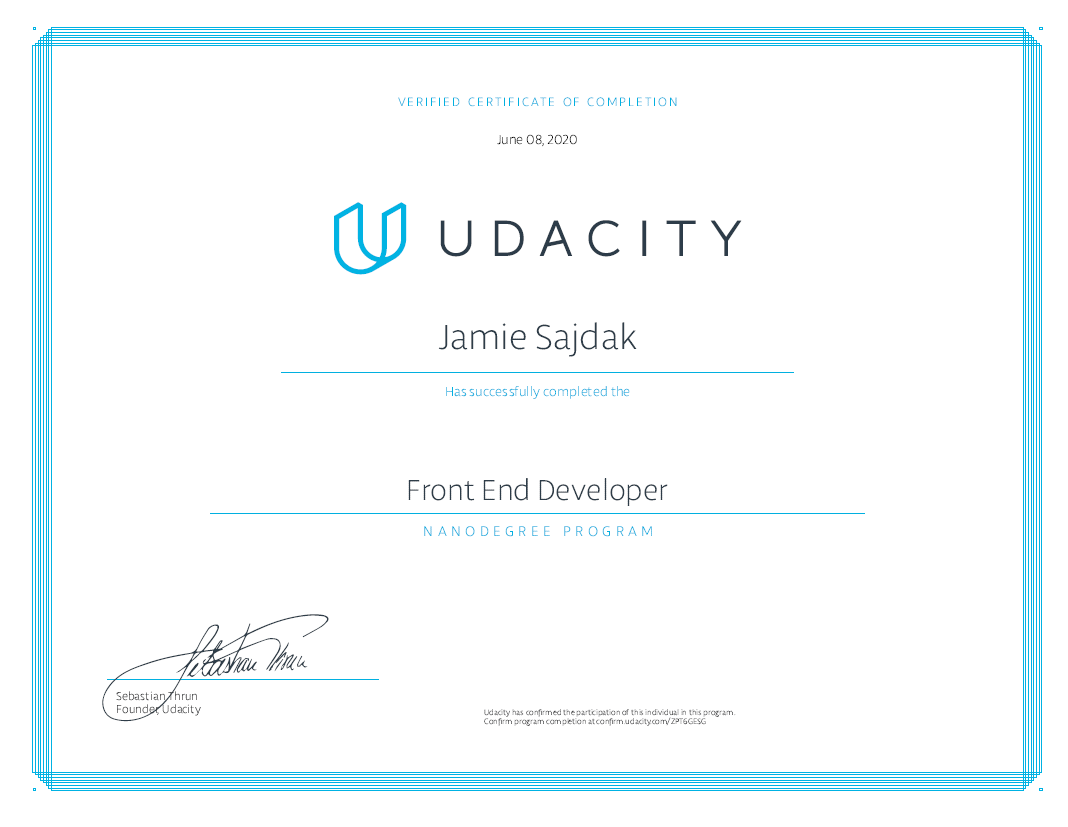 VERIFIED CERTIFICATE OF COMPLETION
June 08, 2020
UDACITY
Jamie Sajdak
Has successfully completed the
Front End Developer
NANODEGREE PROGRAM
Sebastian Thrun
Sebastian Thrun
Founder, Udacity
Udacity has confirmed the participation of this individual in this program.
Confirm program completion at confirm.udacity.com/ZPT6GESG